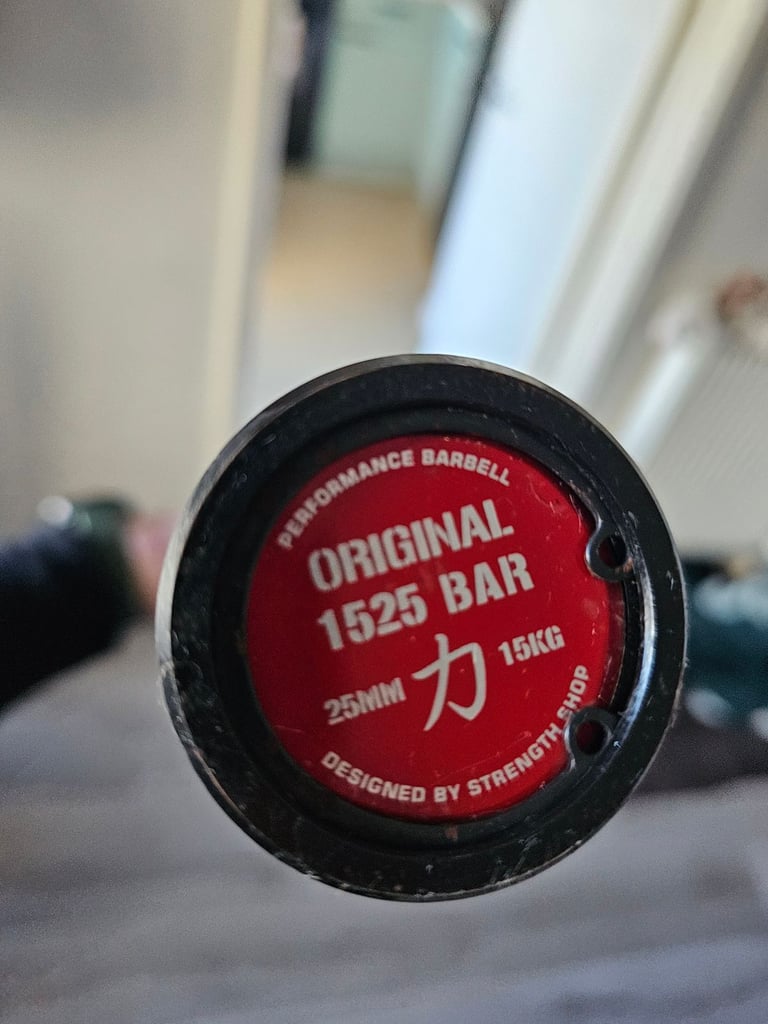 PERFORMANCE BARBELL
ORIGINAL
1525 BAR
25MM 力 15KG
DESIGNED BY STRENGTH SHOP